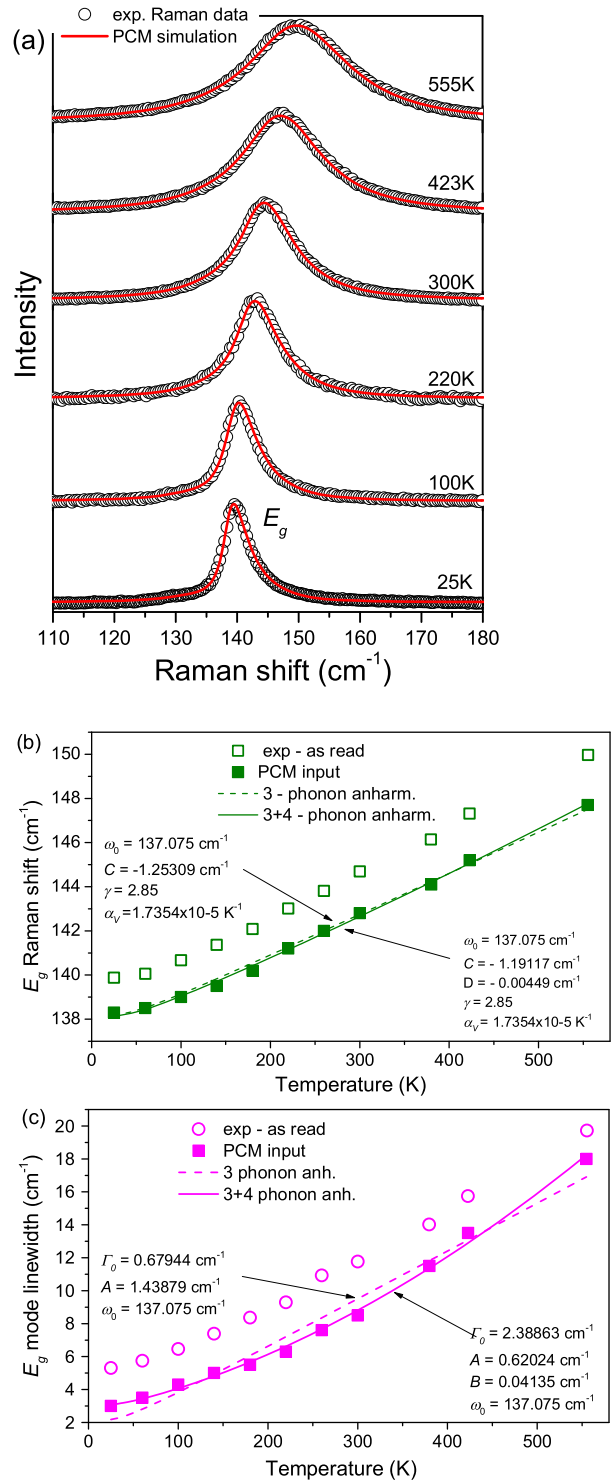 (a)
exp. Raman data
PCM simulation
555K
423K
300K
220K
100K
E_g
25K
Intensity
110 120 130 140 150 160 170 180
Raman shift (cm⁻¹)
(b)
150
148
146
144
142
140
138
exp - as read
PCM input
3 - phonon anharm.
3+4 - phonon anharm.
ω₀ = 137.075 cm⁻¹
C = -1.25309 cm⁻¹
γ = 2.85
α_V = 1.7354x10-5 K⁻¹
ω₀ = 137.075 cm⁻¹
C = - 1.19117 cm⁻¹
D = - 0.00449 cm⁻¹
γ = 2.85
α_V = 1.7354x10-5 K⁻¹
E_g Raman shift (cm⁻¹)
0 100 200 300 400 500
Temperature (K)
(c)
20
18
16
14
12
10
8
6
4
2
exp - as read
PCM input
3 phonon anh.
3+4 phonon anh.
Γ₀ = 0.67944 cm⁻¹
A = 1.43879 cm⁻¹
ω₀ = 137.075 cm⁻¹
Γ₀ = 2.38863 cm⁻¹
A = 0.62024 cm⁻¹
B = 0.04135 cm⁻¹
ω₀ = 137.075 cm⁻¹
E_g mode linewidth (cm⁻¹)
0 100 200 300 400 500
Temperature (K)